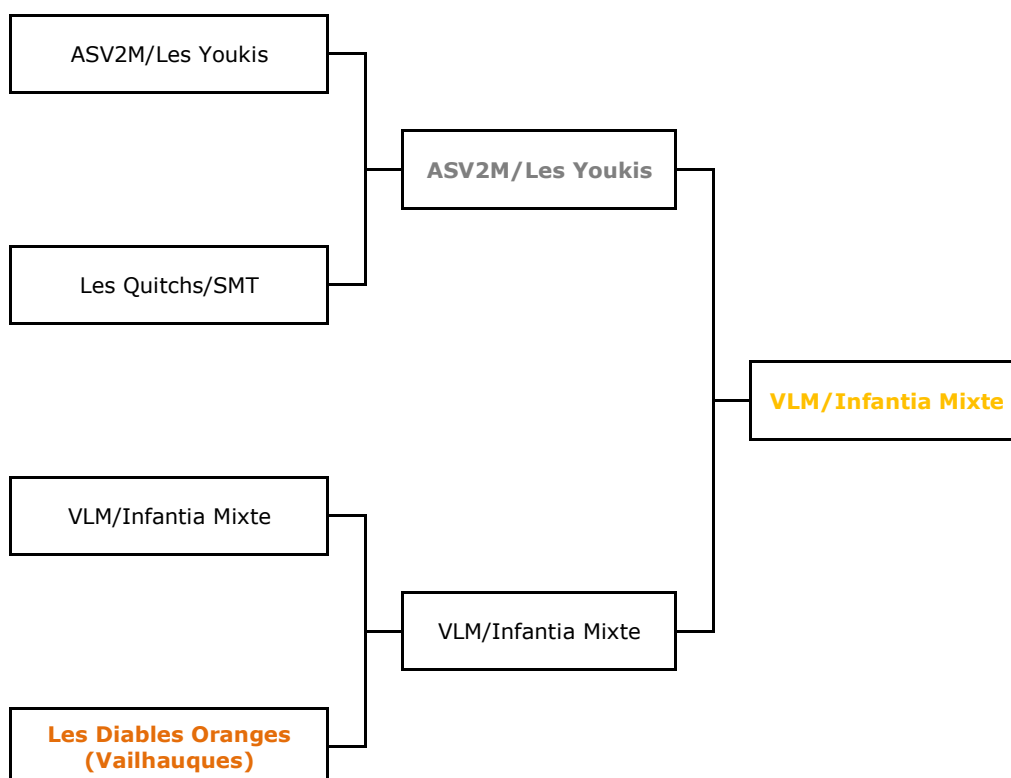 ASV2M/Les Youkis
ASV2M/Les Youkis
Les Quitchs/SMT
VLM/Infantia Mixte
VLM/Infantia Mixte
VLM/Infantia Mixte
Les Diables Oranges
(Vailhauques)